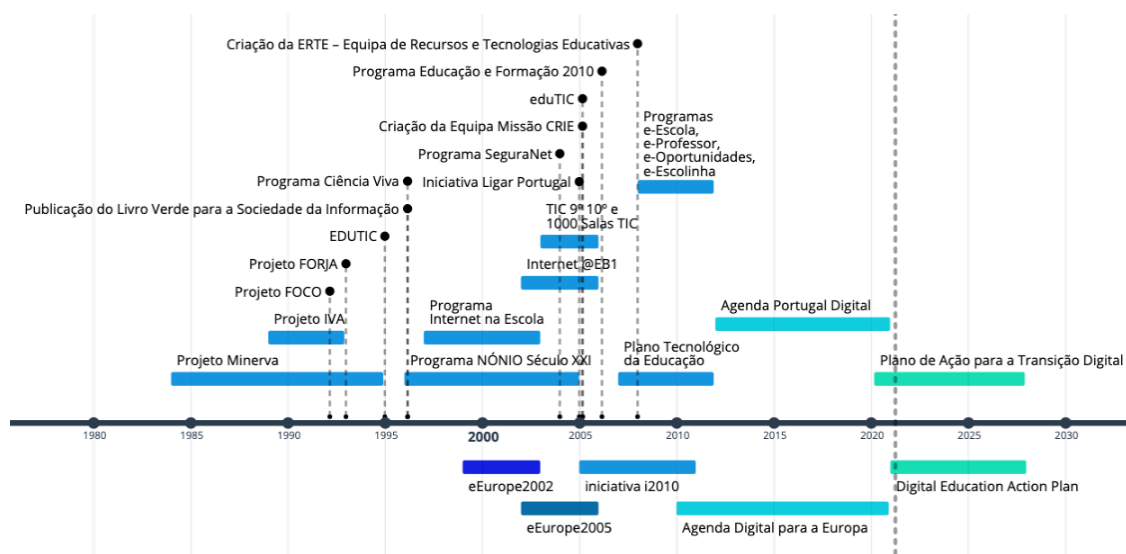 Criação da ERTE – Equipa de Recursos e Tecnologias Educativas
Programa Educação e Formação 2010
eduTIC
Criação da Equipa Missão CRIE
Programas
e-Escola,
e-Professor,
e-Oportunidades,
e-Escolinha
Programa SeguraNet
Programa Ciência Viva
Iniciativa Ligar Portugal
Publicação do Livro Verde para a Sociedade da Informação
TIC 9º 10º e
1000 Salas TIC
EDUTIC
Projeto FORJA
Internet @EB1
Projeto FOCO
Projeto IVA
Programa
Internet na Escola
Agenda Portugal Digital
Projeto Minerva
Programa NÓNIO Século XXI
Plano Tecnológico
da Educação
Plano de Ação para a Transição Digital
1980 1985 1990 1995 2000 2005 2010 2015 2020 2025 2030
eEurope2002
iniciativa i2010
Digital Education Action Plan
eEurope2005
Agenda Digital para a Europa